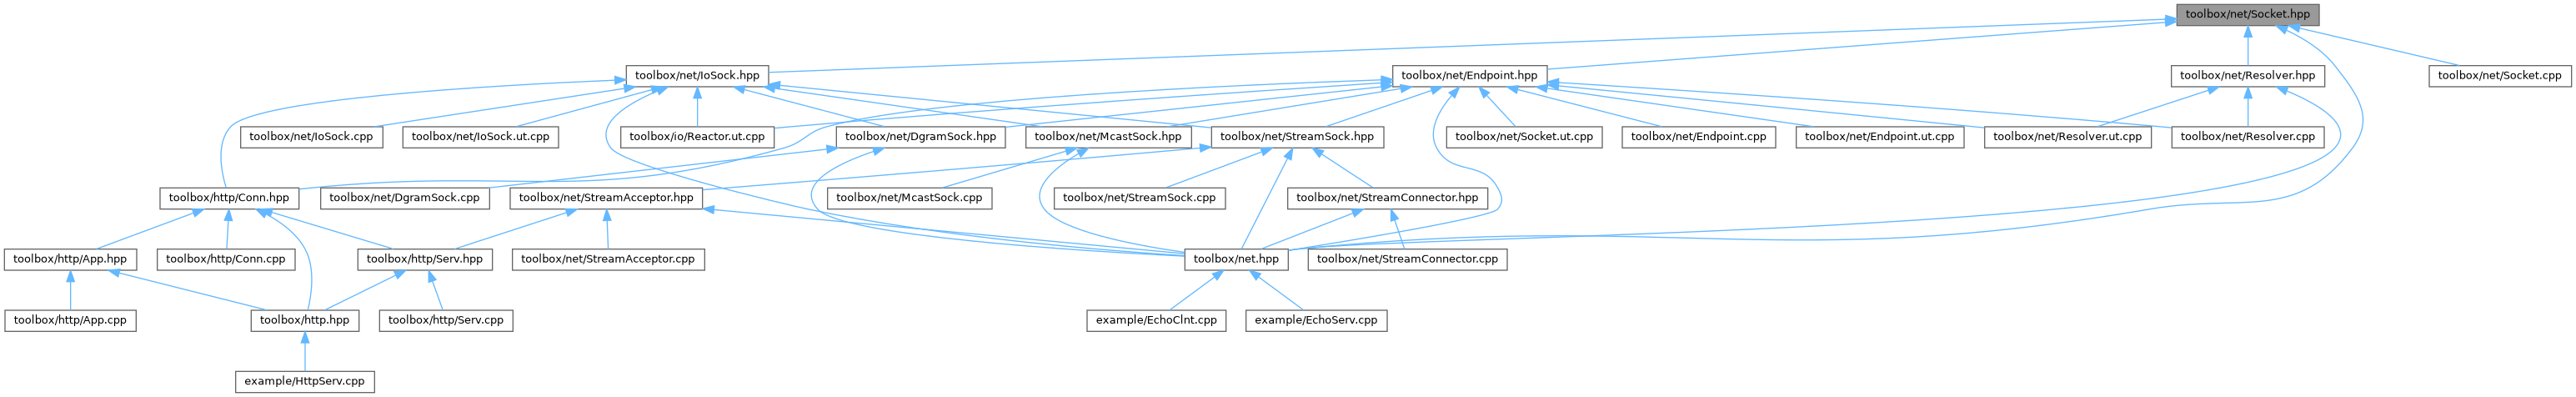 toolbox/net/Socket.hpp
toolbox/net/IoSock.hpp
toolbox/net/Endpoint.hpp
toolbox/net/Resolver.hpp
toolbox/net/Socket.cpp
toolbox/net/IoSock.cpp
toolbox/net/IoSock.ut.cpp
toolbox/io/Reactor.ut.cpp
toolbox/net/DgramSock.hpp
toolbox/net/McastSock.hpp
toolbox/net/StreamSock.hpp
toolbox/net/Socket.ut.cpp
toolbox/net/Endpoint.cpp
toolbox/net/Endpoint.ut.cpp
toolbox/net/Resolver.ut.cpp
toolbox/net/Resolver.cpp
toolbox/http/Conn.hpp
toolbox/net/DgramSock.cpp
toolbox/net/StreamAcceptor.hpp
toolbox/net/McastSock.cpp
toolbox/net/StreamSock.cpp
toolbox/net/StreamConnector.hpp
toolbox/http/App.hpp
toolbox/http/Conn.cpp
toolbox/http/Serv.hpp
toolbox/net/StreamAcceptor.cpp
toolbox/net.hpp
toolbox/net/StreamConnector.cpp
toolbox/http/App.cpp
toolbox/http.hpp
toolbox/http/Serv.cpp
example/EchoClnt.cpp
example/EchoServ.cpp
example/HttpServ.cpp